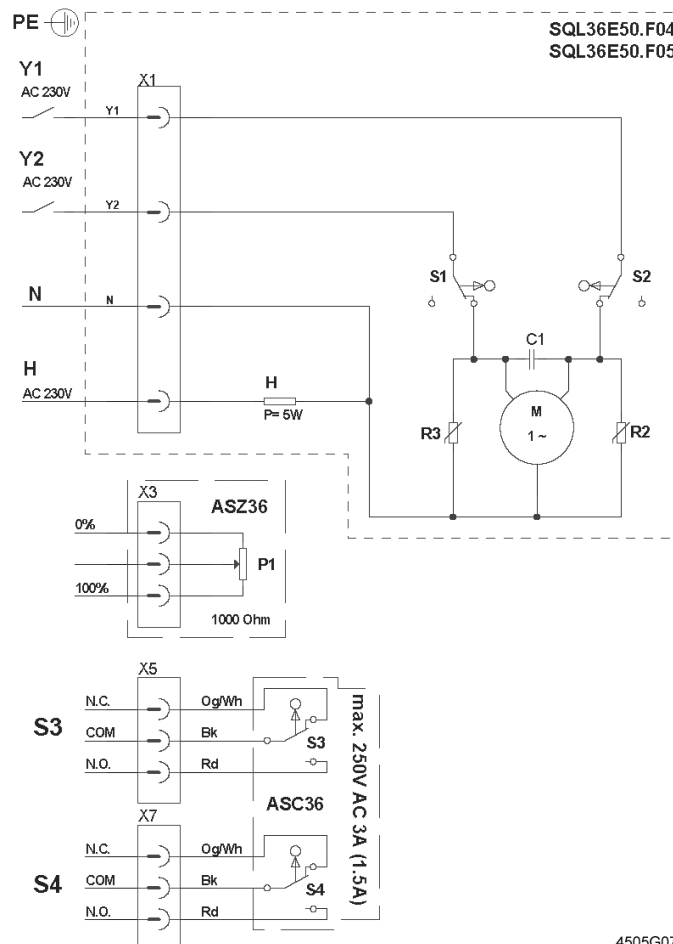 PE
SQL36E50.F04
SQL36E50.F05
Y1
AC 230V
X1
Y1
Y2
AC 230V
Y2
S1
S2
N
N
C1
H
AC 230V
H
P= 5W
M
1 ~
R3
R2
X3
ASZ36
0%
P1
100%
1000 Ohm
X5
N.C.
Og/Wh
S3
COM
Bk
S3
N.O.
Rd
max. 250V AC 3A (1.5A)
ASC36
X7
N.C.
Og/Wh
S4
COM
Bk
S4
N.O.
Rd